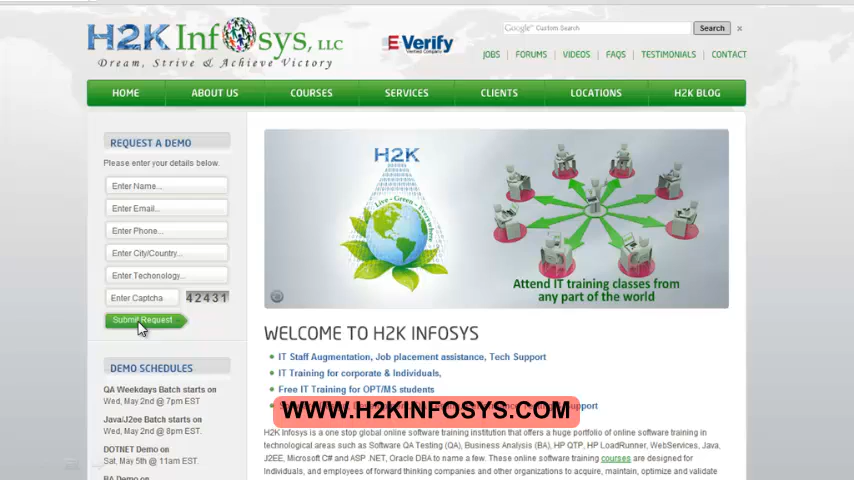 H2K Infosys, LLC
Dream, Strive & Achieve Victory
E Verify
Google™ Custom Search
Search
×
JOBS | FORUMS | VIDEOS | FAQS | TESTIMONIALS | CONTACT
HOME
ABOUT US
COURSES
SERVICES
CLIENTS
LOCATIONS
H2K BLOG
REQUEST A DEMO
Please enter your details below.
Enter Name...
Enter Email...
Enter Phone...
Enter City/Country...
Enter Techonology...
Enter Captcha
42431
Submit Request
DEMO SCHEDULES
QA Weekdays Batch starts on
Wed, May 2nd @ 7pm EST
Java/J2ee Batch starts on
Wed, May 2nd @ 8pm EST.
DOTNET Demo on
Sat, May 5th @ 11am EST.
BA Demo on
H2K
Live - Green - Everyday
Attend IT training classes from
any part of the world
WELCOME TO H2K INFOSYS
IT Staff Augmentation, Job placement assistance, Tech Support
IT Training for corporate & Individuals,
Free IT Training for OPT/MS students
Support
WWW.H2KINFOSYS.COM
H2K Infosys is a one stop global online software training institution that offers a huge portfolio of online software training in
technological areas such as Software QA Testing (QA), Business Analysis (BA), HP QTP, HP LoadRunner, WebServices, Java,
J2EE, Microsoft C# and ASP .NET, Oracle DBA to name a few. These online software training courses are designed for
Individuals, and employees of forward thinking companies and other organizations to acquire, maintain, optimize and validate